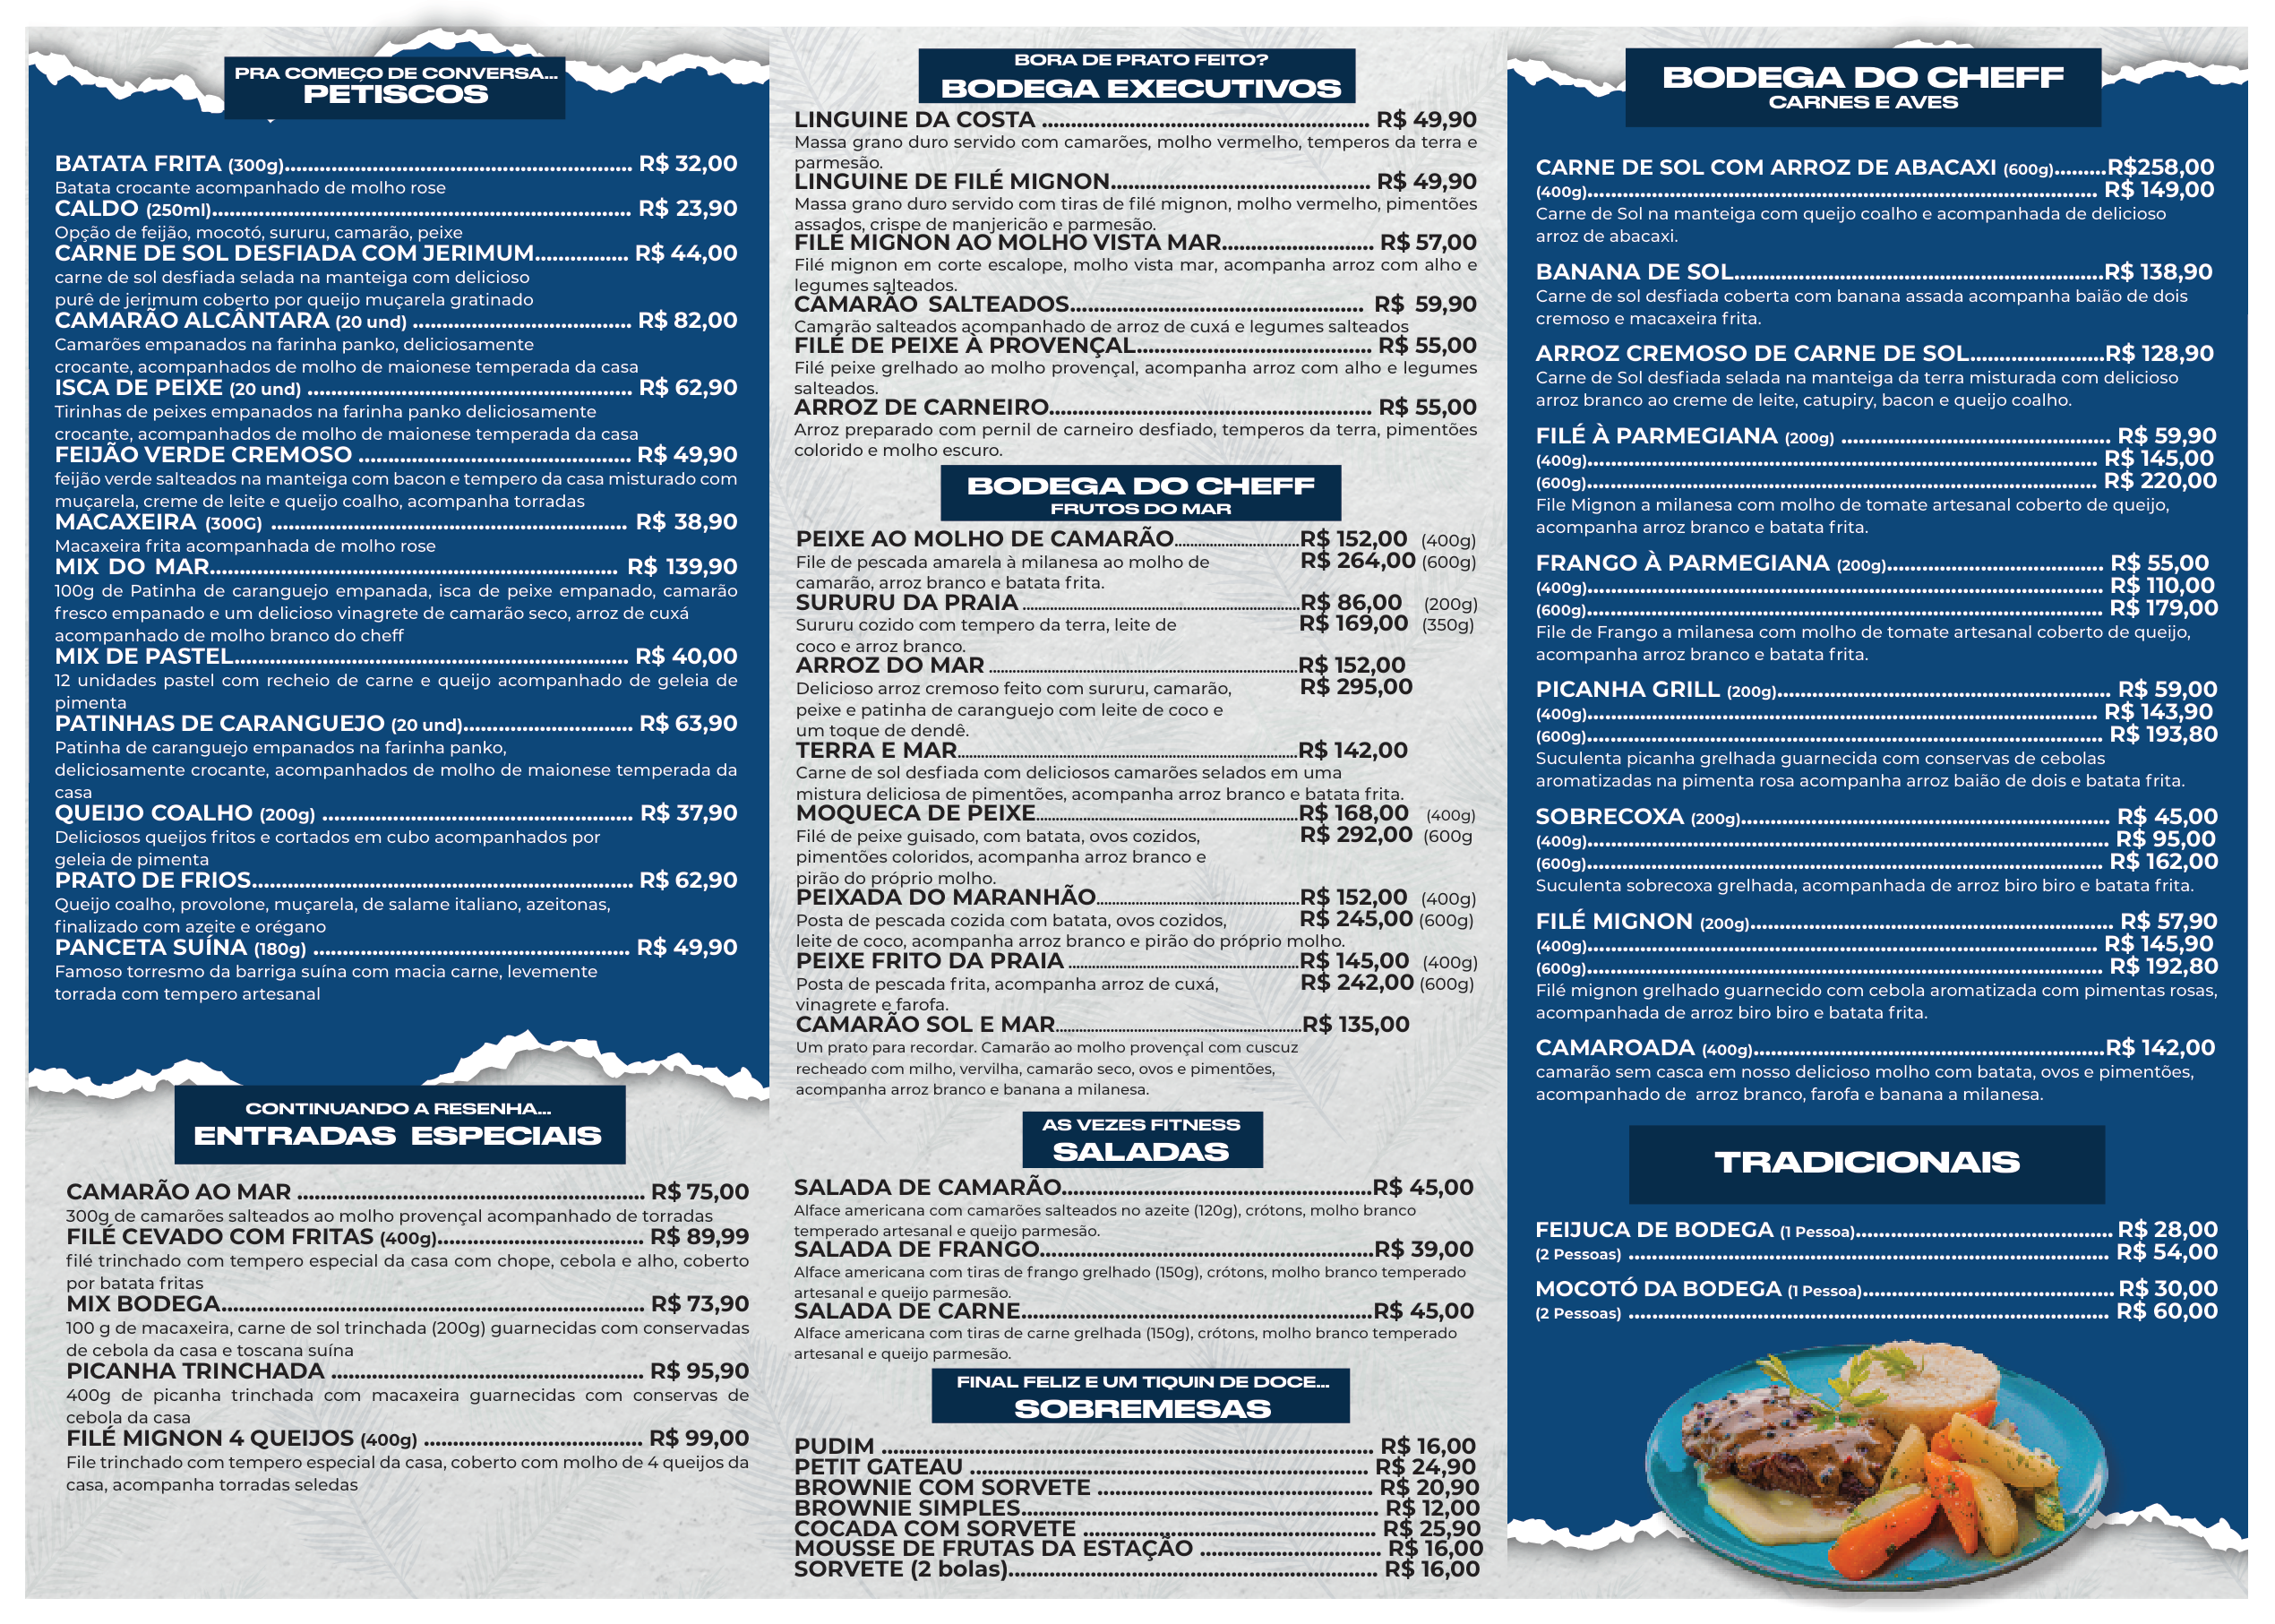 PRA COMEÇO DE CONVERSA...
PETISCOS
BATATA FRITA (300g)............ R$ 32,00
Batata crocante acompanhado de molho rose
CALDO (250ml)............ R$ 23,90
Opção de feijão, mocotó, sururu, camarão, peixe
CARNE DE SOL DESFIADA COM JERIMUM............ R$ 44,00
carne de sol desfiada selada na manteiga com delicioso
purê de jerimum coberto por queijo muçarela gratinado
CAMARÃO ALCÂNTARA (20 und) ............ R$ 82,00
Camarões empanados na farinha panko, deliciosamente
crocante, acompanhados de molho de maionese temperada da casa
ISCA DE PEIXE (20 und) ............ R$ 62,90
Tirinhas de peixes empanados na farinha panko deliciosamente
crocante, acompanhados de molho de maionese temperada da casa
FEIJÃO VERDE CREMOSO ............ R$ 49,90
feijão verde salteados na manteiga com bacon e tempero da casa misturado com
muçarela, creme de leite e queijo coalho, acompanha torradas
MACAXEIRA (300G) ............ R$ 38,90
Macaxeira frita acompanhada de molho rose
MIX DO MAR............ R$ 139,90
100g de Patinha de caranguejo empanada, isca de peixe empanado, camarão
fresco empanado e um delicioso vinagrete de camarão seco, arroz de cuxá
acompanhado de molho branco do cheff
MIX DE PASTEL............ R$ 40,00
12 unidades pastel com recheio de carne e queijo acompanhado de geleia de
pimenta
PATINHAS DE CARANGUEJO (20 und)............ R$ 63,90
Patinha de caranguejo empanados na farinha panko,
deliciosamente crocante, acompanhados de molho de maionese temperada da
casa
QUEIJO COALHO (200g) ............ R$ 37,90
Deliciosos queijos fritos e cortados em cubo acompanhados por
geleia de pimenta
PRATO DE FRIOS............ R$ 62,90
Queijo coalho, provolone, muçarela, de salame italiano, azeitonas,
finalizado com azeite e orégano
PANCETA SUÍNA (180g) ............ R$ 49,90
Famoso torresmo da barriga suína com macia carne, levemente
torrada com tempero artesanal
CONTINUANDO A RESENHA...
ENTRADAS ESPECIAIS
CAMARÃO AO MAR ............ R$ 75,00
300g de camarões salteados ao molho provençal acompanhado de torradas
FILÉ CEVADO COM FRITAS (400g)............ R$ 89,99
filé trinchado com tempero especial da casa com chope, cebola e alho, coberto
por batata fritas
MIX BODEGA............ R$ 73,90
100 g de macaxeira, carne de sol trinchada (200g) guarnecidas com conservadas
de cebola da casa e toscana suína
PICANHA TRINCHADA ............ R$ 95,90
400g de picanha trinchada com macaxeira guarnecidas com conservas de
cebola da casa
FILÉ MIGNON 4 QUEIJOS (400g) ............ R$ 99,00
File trinchado com tempero especial da casa, coberto com molho de 4 queijos da
casa, acompanha torradas seledas
BORA DE PRATO FEITO?
BODEGA EXECUTIVOS
LINGUINE DA COSTA ............ R$ 49,90
Massa grano duro servido com camarões, molho vermelho, temperos da terra e
parmesão.
LINGUINE DE FILÉ MIGNON............ R$ 49,90
Massa grano duro servido com tiras de filé mignon, molho vermelho, pimentões
assados, crispe de manjericão e parmesão.
FILÉ MIGNON AO MOLHO VISTA MAR............ R$ 57,00
Filé mignon em corte escalope, molho vista mar, acompanha arroz com alho e
legumes salteados.
CAMARÃO SALTEADOS............ R$ 59,90
Camarão salteados acompanhado de arroz de cuxá e legumes salteados
FILÉ DE PEIXE À PROVENÇAL............ R$ 55,00
Filé peixe grelhado ao molho provençal, acompanha arroz com alho e legumes
salteados.
ARROZ DE CARNEIRO............ R$ 55,00
Arroz preparado com pernil de carneiro desfiado, temperos da terra, pimentões
colorido e molho escuro.
BODEGA DO CHEFF
FRUTOS DO MAR
PEIXE AO MOLHO DE CAMARÃO............R$ 152,00 (400g)
File de pescada amarela à milanesa ao molho de R$ 264,00 (600g)
camarão, arroz branco e batata frita.
SURURU DA PRAIA ............R$ 86,00 (200g)
Sururu cozido com tempero da terra, leite de R$ 169,00 (350g)
coco e arroz branco.
ARROZ DO MAR ............R$ 152,00
Delicioso arroz cremoso feito com sururu, camarão, R$ 295,00
peixe e patinha de caranguejo com leite de coco e
um toque de dendê.
TERRA E MAR............R$ 142,00
Carne de sol desfiada com deliciosos camarões selados em uma
mistura deliciosa de pimentões, acompanha arroz branco e batata frita.
MOQUECA DE PEIXE............R$ 168,00 (400g)
Filé de peixe guisado, com batata, ovos cozidos, R$ 292,00 (600g
pimentões coloridos, acompanha arroz branco e
pirão do próprio molho.
PEIXADA DO MARANHÃO............R$ 152,00 (400g)
Posta de pescada cozida com batata, ovos cozidos, R$ 245,00 (600g)
leite de coco, acompanha arroz branco e pirão do próprio molho.
PEIXE FRITO DA PRAIA ............R$ 145,00 (400g)
Posta de pescada frita, acompanha arroz de cuxá, R$ 242,00 (600g)
vinagrete e farofa.
CAMARÃO SOL E MAR............R$ 135,00
Um prato para recordar. Camarão ao molho provençal com cuscuz
recheado com milho, vervilha, camarão seco, ovos e pimentões,
acompanha arroz branco e banana a milanesa.
AS VEZES FITNESS
SALADAS
SALADA DE CAMARÃO............R$ 45,00
Alface americana com camarões salteados no azeite (120g), crótons, molho branco
temperado artesanal e queijo parmesão.
SALADA DE FRANGO............R$ 39,00
Alface americana com tiras de frango grelhado (150g), crótons, molho branco temperado
artesanal e queijo parmesão.
SALADA DE CARNE............R$ 45,00
Alface americana com tiras de carne grelhada (150g), crótons, molho branco temperado
artesanal e queijo parmesão.
FINAL FELIZ E UM TIQUIN DE DOCE...
SOBREMESAS
PUDIM ............ R$ 16,00
PETIT GATEAU ............ R$ 24,90
BROWNIE COM SORVETE ............ R$ 20,90
BROWNIE SIMPLES............ R$ 12,00
COCADA COM SORVETE ............ R$ 25,90
MOUSSE DE FRUTAS DA ESTAÇÃO ............ R$ 16,00
SORVETE (2 bolas)............ R$ 16,00
BODEGA DO CHEFF
CARNES E AVES
CARNE DE SOL COM ARROZ DE ABACAXI (600g).........R$258,00
(400g)............ R$ 149,00
Carne de Sol na manteiga com queijo coalho e acompanhada de delicioso
arroz de abacaxi.
BANANA DE SOL............R$ 138,90
Carne de sol desfiada coberta com banana assada acompanha baião de dois
cremoso e macaxeira frita.
ARROZ CREMOSO DE CARNE DE SOL............R$ 128,90
Carne de Sol desfiada selada na manteiga da terra misturada com delicioso
arroz branco ao creme de leite, catupiry, bacon e queijo coalho.
FILÉ À PARMEGIANA (200g) ............ R$ 59,90
(400g)............ R$ 145,00
(600g)............ R$ 220,00
File Mignon a milanesa com molho de tomate artesanal coberto de queijo,
acompanha arroz branco e batata frita.
FRANGO À PARMEGIANA (200g)............ R$ 55,00
(400g)............ R$ 110,00
(600g)............ R$ 179,00
File de Frango a milanesa com molho de tomate artesanal coberto de queijo,
acompanha arroz branco e batata frita.
PICANHA GRILL (200g)............ R$ 59,00
(400g)............ R$ 143,90
(600g)............ R$ 193,80
Suculenta picanha grelhada guarnecida com conservas de cebolas
aromatizadas na pimenta rosa acompanha arroz baião de dois e batata frita.
SOBRECOXA (200g)............ R$ 45,00
(400g)............ R$ 95,00
(600g)............ R$ 162,00
Suculenta sobrecoxa grelhada, acompanhada de arroz biro biro e batata frita.
FILÉ MIGNON (200g)............ R$ 57,90
(400g)............ R$ 145,90
(600g)............ R$ 192,80
Filé mignon grelhado guarnecido com cebola aromatizada com pimentas rosas,
acompanhada de arroz biro biro e batata frita.
CAMAROADA (400g)............R$ 142,00
camarão sem casca em nosso delicioso molho com batata, ovos e pimentões,
acompanhado de arroz branco, farofa e banana a milanesa.
TRADICIONAIS
FEIJUCA DE BODEGA (1 Pessoa)............ R$ 28,00
(2 Pessoas) ............ R$ 54,00
MOCOTÓ DA BODEGA (1 Pessoa)............ R$ 30,00
(2 Pessoas) ............ R$ 60,00